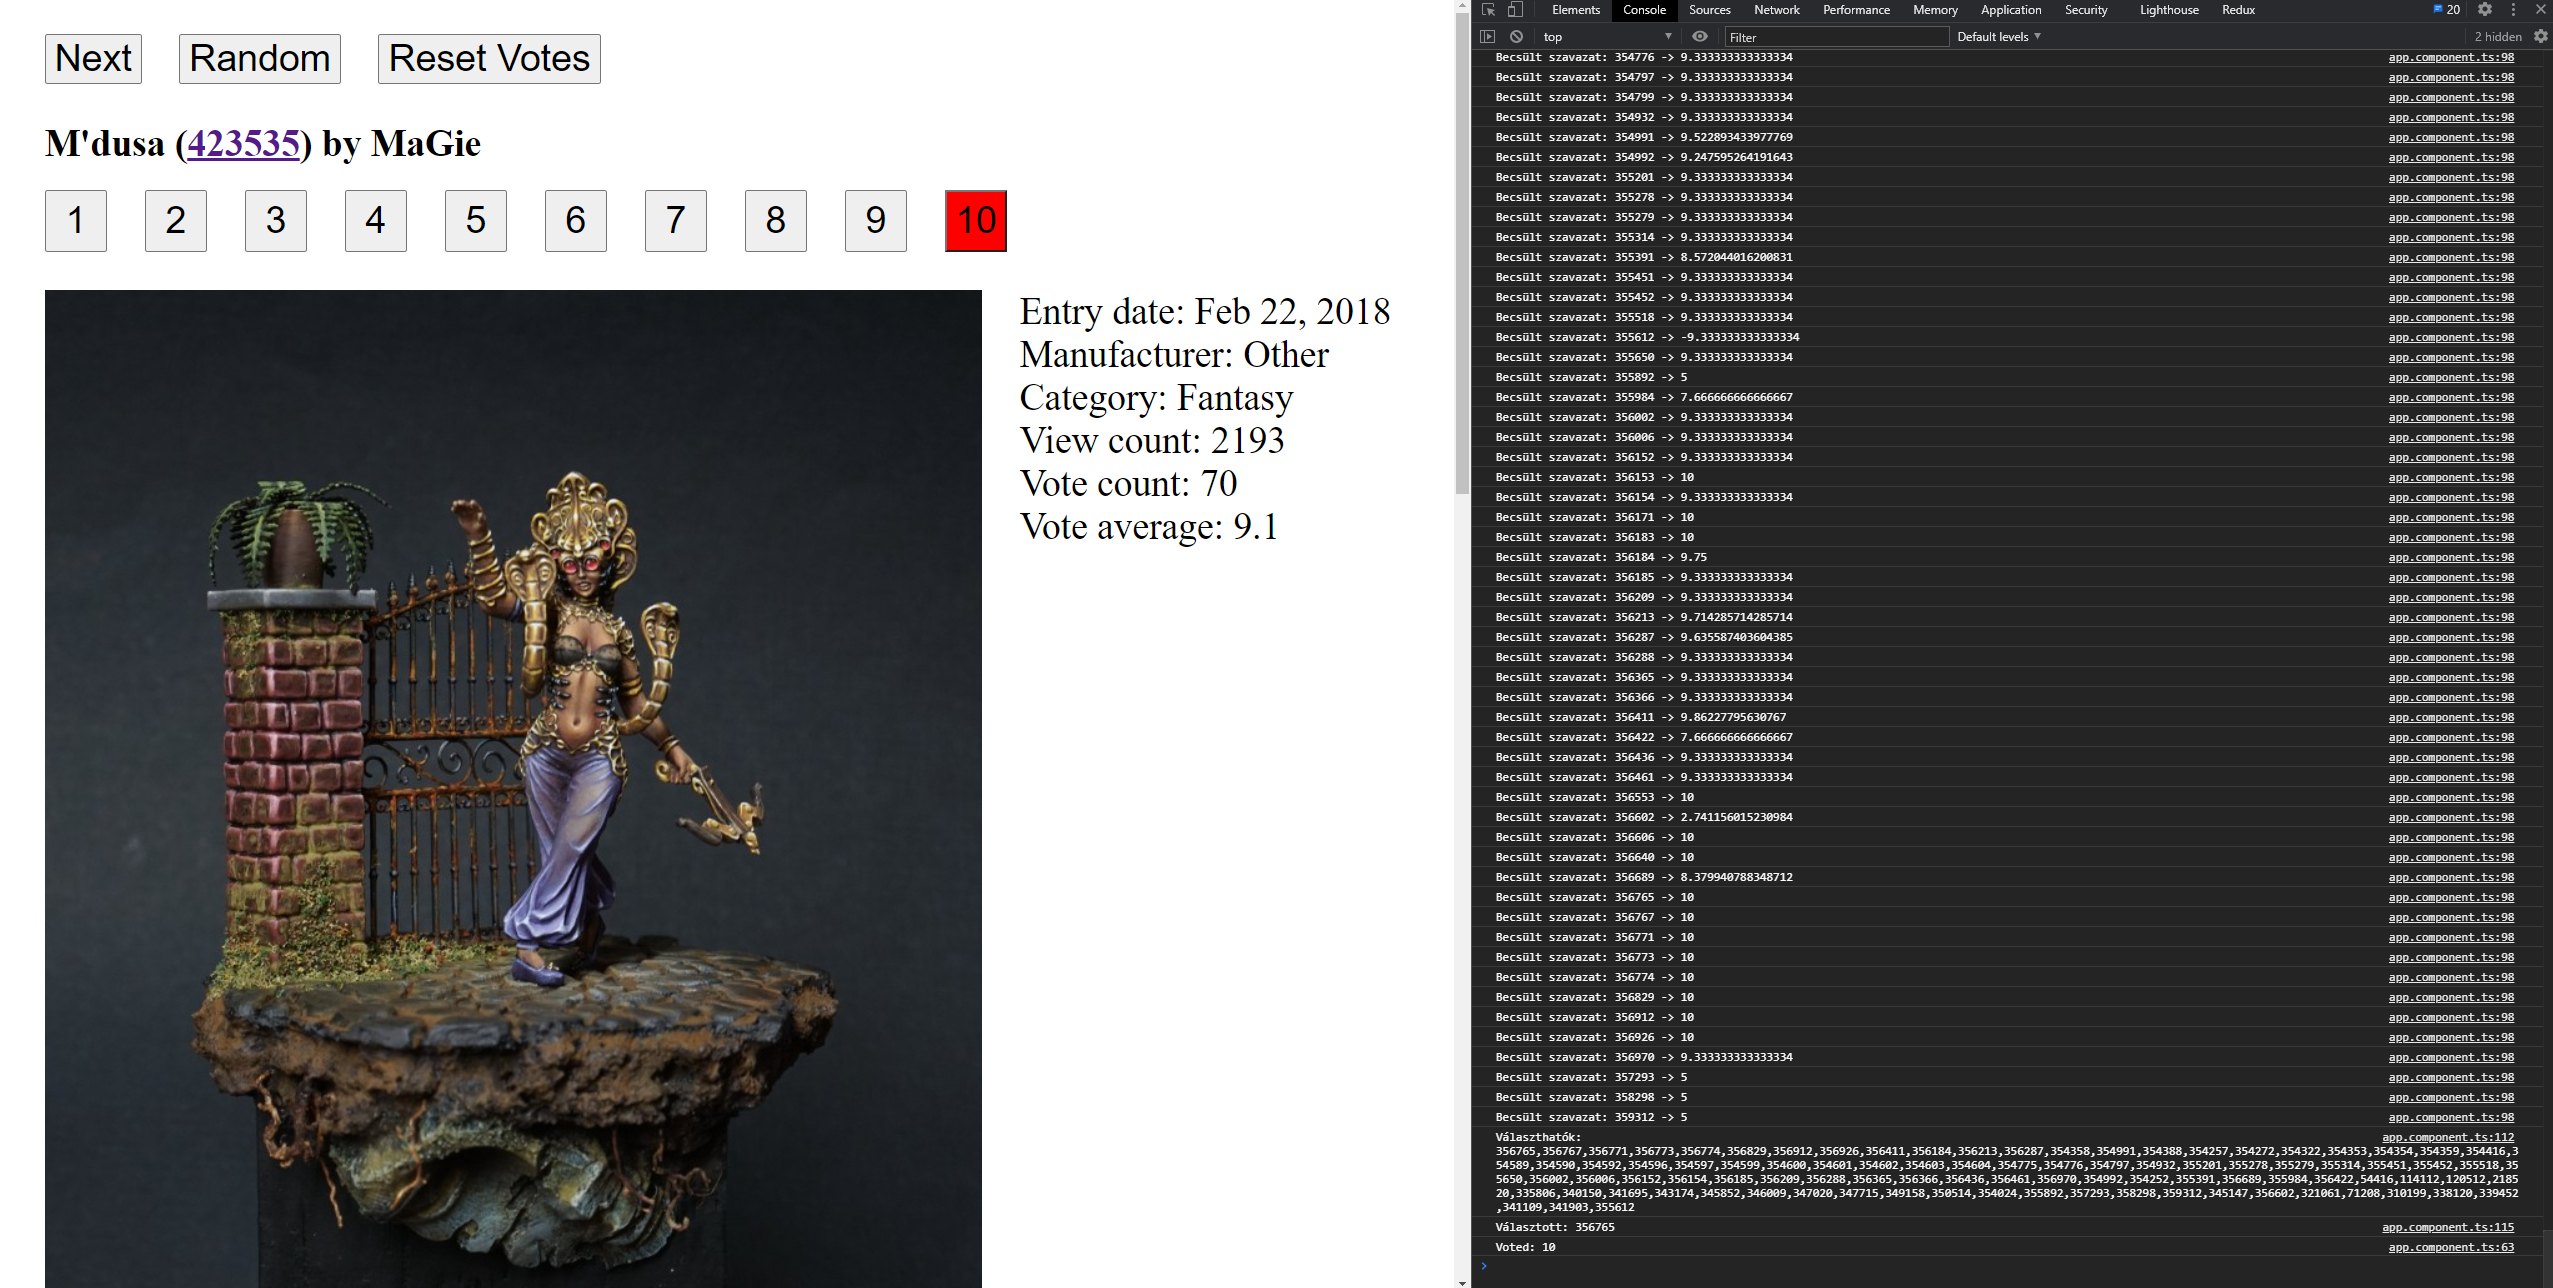 Next Random Reset Votes
M'dusa (423535) by MaGie
1 2 3 4 5 6 7 8 9 10
Entry date: Feb 22, 2018
Manufacturer: Other
Category: Fantasy
View count: 2193
Vote count: 70
Vote average: 9.1
Elements Console Sources Network Performance Memory Application Security Lighthouse Redux 20
top Filter Default levels 2 hidden
Becsült szavazat: 354776 -> 9.333333333333334 app.component.ts:98
Becsült szavazat: 354797 -> 9.333333333333334 app.component.ts:98
Becsült szavazat: 354799 -> 9.333333333333334 app.component.ts:98
Becsült szavazat: 354932 -> 9.333333333333334 app.component.ts:98
Becsült szavazat: 354991 -> 9.522893433977769 app.component.ts:98
Becsült szavazat: 354992 -> 9.247595264191643 app.component.ts:98
Becsült szavazat: 355201 -> 9.333333333333334 app.component.ts:98
Becsült szavazat: 355278 -> 9.333333333333334 app.component.ts:98
Becsült szavazat: 355279 -> 9.333333333333334 app.component.ts:98
Becsült szavazat: 355314 -> 9.333333333333334 app.component.ts:98
Becsült szavazat: 355391 -> 8.572044016200831 app.component.ts:98
Becsült szavazat: 355451 -> 9.333333333333334 app.component.ts:98
Becsült szavazat: 355452 -> 9.333333333333334 app.component.ts:98
Becsült szavazat: 355518 -> 9.333333333333334 app.component.ts:98
Becsült szavazat: 355612 -> -9.333333333333334 app.component.ts:98
Becsült szavazat: 355650 -> 9.333333333333334 app.component.ts:98
Becsült szavazat: 355892 -> 5 app.component.ts:98
Becsült szavazat: 355984 -> 7.666666666666667 app.component.ts:98
Becsült szavazat: 356002 -> 9.333333333333334 app.component.ts:98
Becsült szavazat: 356006 -> 9.333333333333334 app.component.ts:98
Becsült szavazat: 356152 -> 9.333333333333334 app.component.ts:98
Becsült szavazat: 356153 -> 10 app.component.ts:98
Becsült szavazat: 356154 -> 9.333333333333334 app.component.ts:98
Becsült szavazat: 356171 -> 10 app.component.ts:98
Becsült szavazat: 356183 -> 10 app.component.ts:98
Becsült szavazat: 356184 -> 9.75 app.component.ts:98
Becsült szavazat: 356185 -> 9.333333333333334 app.component.ts:98
Becsült szavazat: 356209 -> 9.333333333333334 app.component.ts:98
Becsült szavazat: 356213 -> 9.714285714285714 app.component.ts:98
Becsült szavazat: 356287 -> 9.635587403604385 app.component.ts:98
Becsült szavazat: 356288 -> 9.333333333333334 app.component.ts:98
Becsült szavazat: 356365 -> 9.333333333333334 app.component.ts:98
Becsült szavazat: 356366 -> 9.333333333333334 app.component.ts:98
Becsült szavazat: 356411 -> 9.86227795630767 app.component.ts:98
Becsült szavazat: 356422 -> 7.666666666666667 app.component.ts:98
Becsült szavazat: 356436 -> 9.333333333333334 app.component.ts:98
Becsült szavazat: 356461 -> 9.333333333333334 app.component.ts:98
Becsült szavazat: 356553 -> 10 app.component.ts:98
Becsült szavazat: 356602 -> 2.741156015230984 app.component.ts:98
Becsült szavazat: 356606 -> 10 app.component.ts:98
Becsült szavazat: 356640 -> 10 app.component.ts:98
Becsült szavazat: 356689 -> 8.379940788348712 app.component.ts:98
Becsült szavazat: 356765 -> 10 app.component.ts:98
Becsült szavazat: 356767 -> 10 app.component.ts:98
Becsült szavazat: 356771 -> 10 app.component.ts:98
Becsült szavazat: 356773 -> 10 app.component.ts:98
Becsült szavazat: 356774 -> 10 app.component.ts:98
Becsült szavazat: 356829 -> 10 app.component.ts:98
Becsült szavazat: 356912 -> 10 app.component.ts:98
Becsült szavazat: 356926 -> 10 app.component.ts:98
Becsült szavazat: 356970 -> 9.333333333333334 app.component.ts:98
Becsült szavazat: 357293 -> 5 app.component.ts:98
Becsült szavazat: 358298 -> 5 app.component.ts:98
Becsült szavazat: 359312 -> 5 app.component.ts:98
Választhatók: app.component.ts:112
356765,356767,356771,356773,356774,356829,356912,356926,356411,356184,356213,356287,354358,354991,354388,354257,354272,354322,354353,354354,354359,354416,3
54589,354590,354592,354596,354597,354599,354600,354601,354602,354603,354604,354775,354776,354797,354932,355201,355278,355279,355314,355451,355452,355518,35
5650,356002,356006,356152,356154,356185,356209,356288,356365,356366,356436,356461,356970,354992,354252,355391,356689,355984,356422,54416,114112,120512,2185
20,335806,340150,341695,343174,345852,346009,347020,347715,349158,350514,354024,355892,357293,358298,359312,345147,356602,321061,71208,310199,338120,339452
,341109,341903,355612
Választott: 356765 app.component.ts:115
Voted: 10 app.component.ts:63